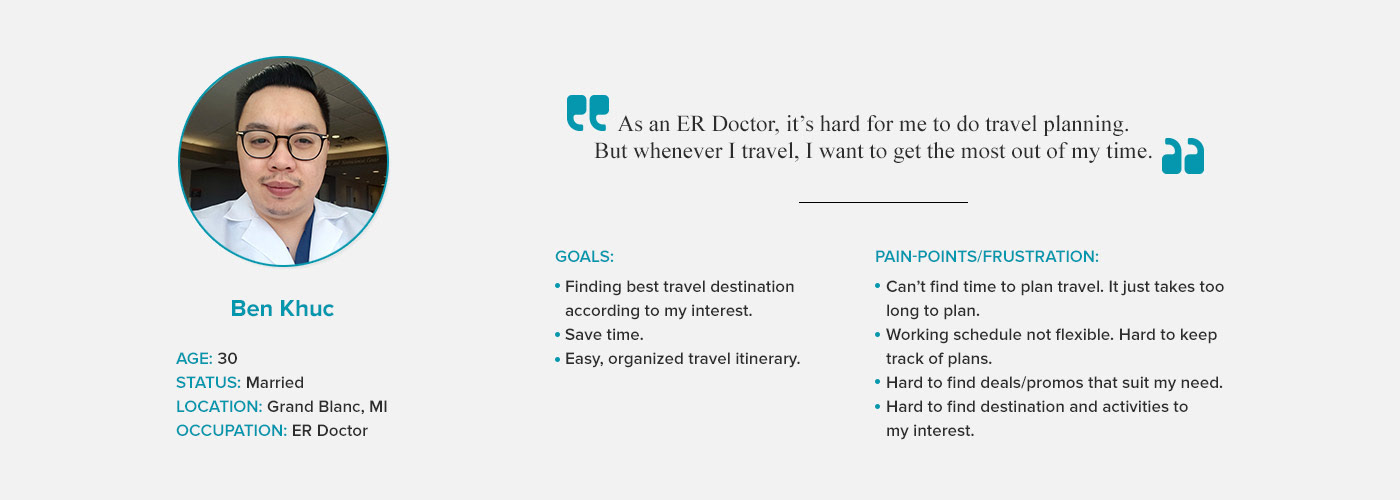 As an ER Doctor, it’s hard for me to do travel planning.
But whenever I travel, I want to get the most out of my time.
Ben Khuc
AGE: 30
STATUS: Married
LOCATION: Grand Blanc, MI
OCCUPATION: ER Doctor
GOALS:
• Finding best travel destination
according to my interest.
• Save time.
• Easy, organized travel itinerary.
PAIN-POINTS/FRUSTRATION:
• Can’t find time to plan travel. It just takes too
long to plan.
• Working schedule not flexible. Hard to keep
track of plans.
• Hard to find deals/promos that suit my need.
• Hard to find destination and activities to
my interest.